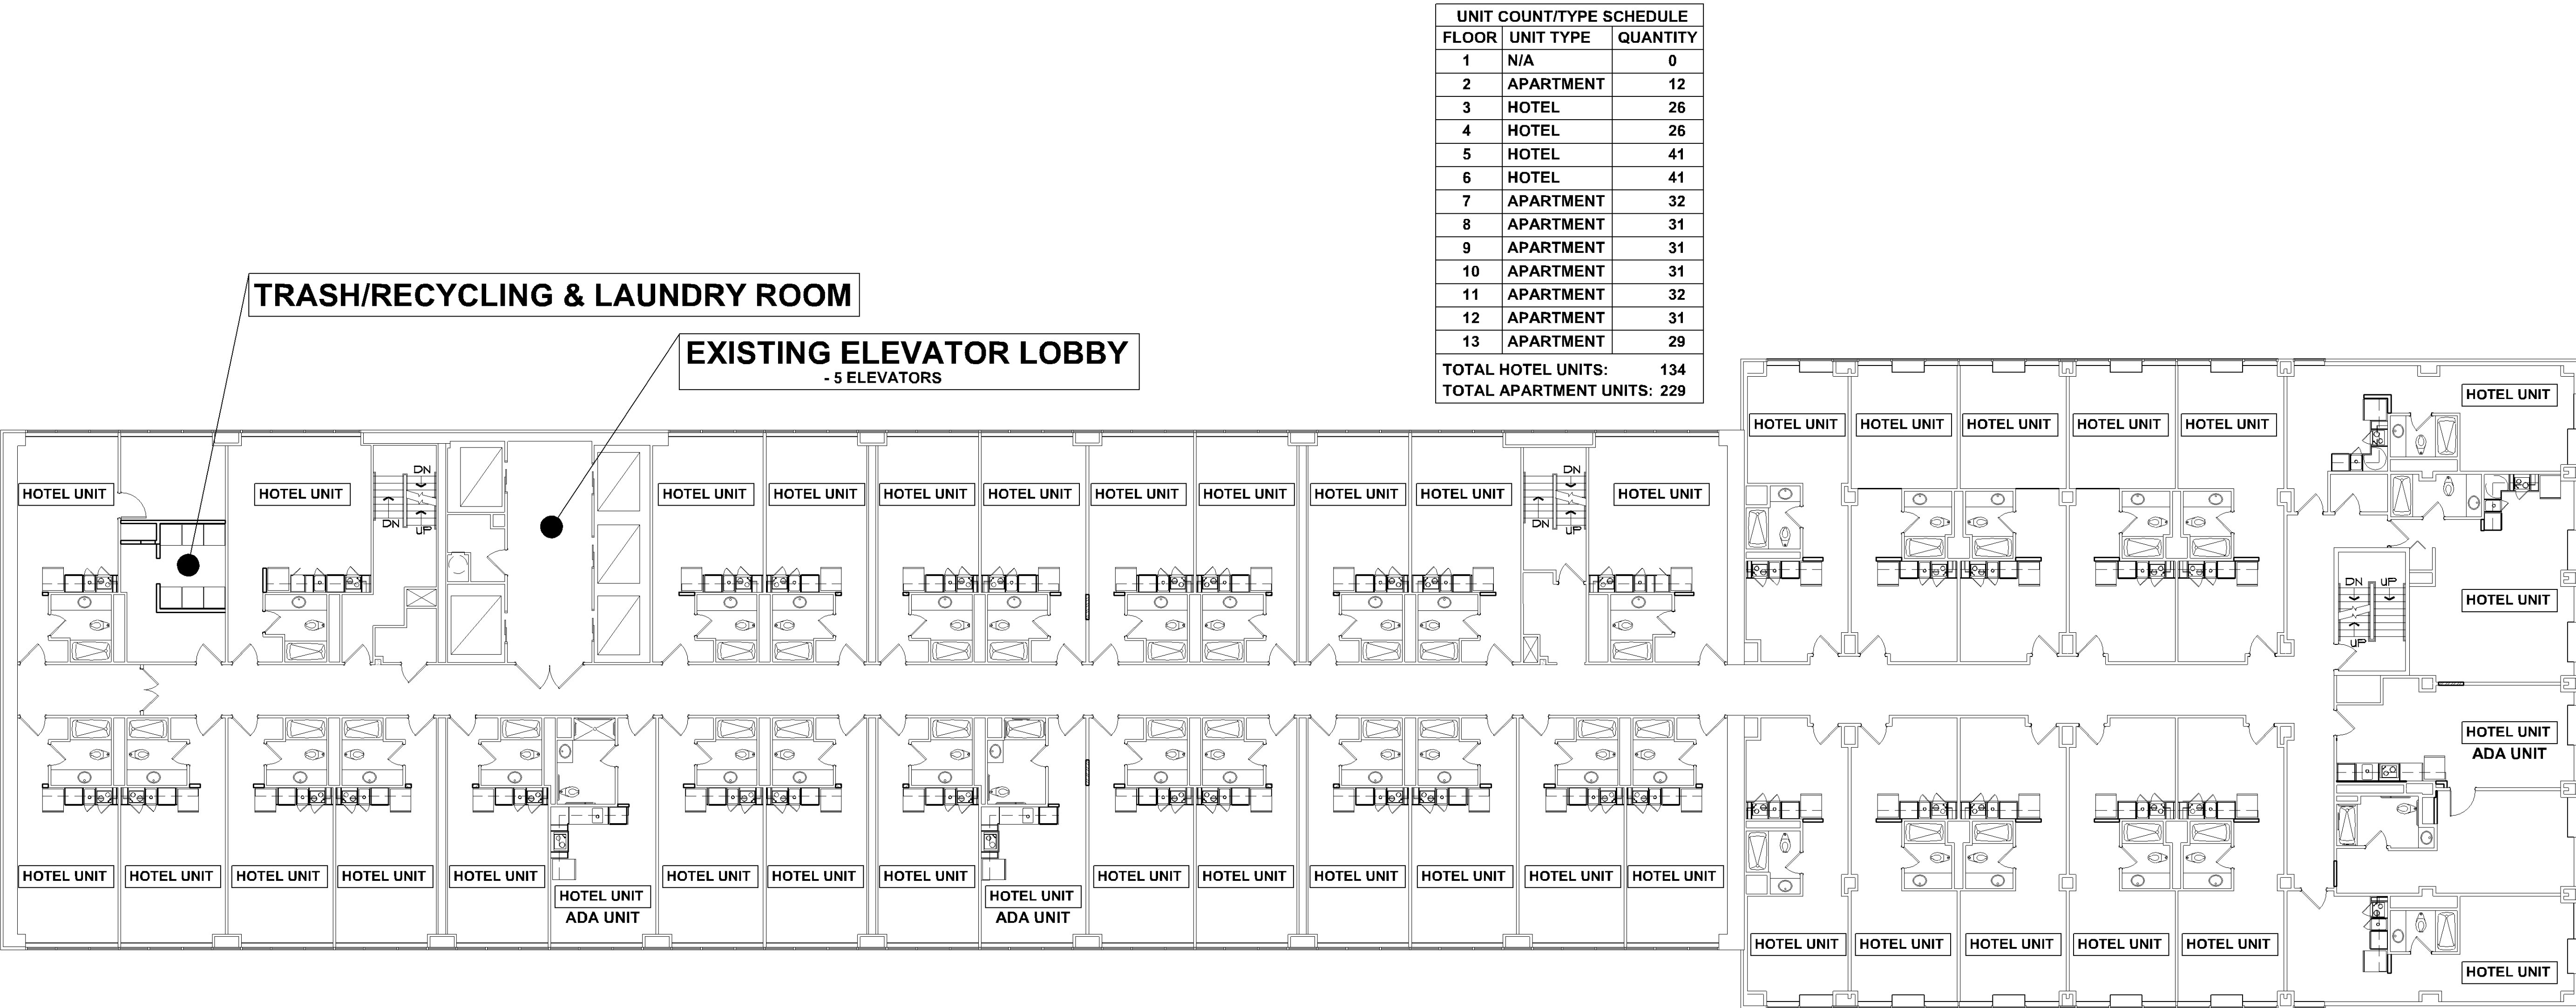 UNIT COUNT/TYPE SCHEDULE
FLOOR UNIT TYPE QUANTITY
1 N/A 0
2 APARTMENT 12
3 HOTEL 26
4 HOTEL 26
5 HOTEL 41
6 HOTEL 41
7 APARTMENT 32
8 APARTMENT 31
9 APARTMENT 31
10 APARTMENT 31
11 APARTMENT 32
12 APARTMENT 31
13 APARTMENT 29
TOTAL HOTEL UNITS: 134
TOTAL APARTMENT UNITS: 229
TRASH/RECYCLING & LAUNDRY ROOM
EXISTING ELEVATOR LOBBY
- 5 ELEVATORS
HOTEL UNIT
HOTEL UNIT HOTEL UNIT HOTEL UNIT HOTEL UNIT HOTEL UNIT
DN DN
HOTEL UNIT HOTEL UNIT HOTEL UNIT HOTEL UNIT HOTEL UNIT HOTEL UNIT HOTEL UNIT HOTEL UNIT HOTEL UNIT HOTEL UNIT HOTEL UNIT
DN UP DN UP
DN UP
HOTEL UNIT
UP
HOTEL UNIT
ADA UNIT
HOTEL UNIT HOTEL UNIT HOTEL UNIT HOTEL UNIT HOTEL UNIT HOTEL UNIT HOTEL UNIT HOTEL UNIT HOTEL UNIT HOTEL UNIT HOTEL UNIT HOTEL UNIT HOTEL UNIT HOTEL UNIT
HOTEL UNIT HOTEL UNIT
ADA UNIT ADA UNIT
HOTEL UNIT HOTEL UNIT HOTEL UNIT HOTEL UNIT HOTEL UNIT
HOTEL UNIT